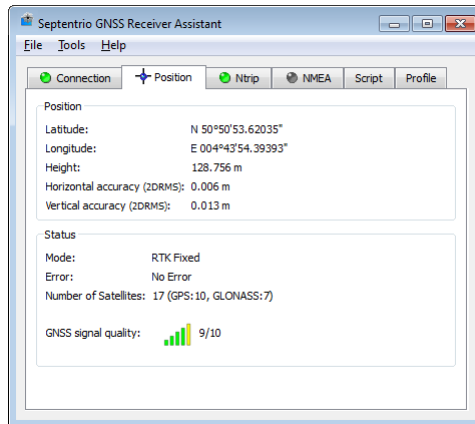 Septentrio GNSS Receiver Assistant
File Tools Help
Connection Position Ntrip NMEA Script Profile
Position
Latitude: N 50°50'53.62035"
Longitude: E 004°43'54.39393"
Height: 128.756 m
Horizontal accuracy (2DRMS): 0.006 m
Vertical accuracy (2DRMS): 0.013 m
Status
Mode: RTK Fixed
Error: No Error
Number of Satellites: 17 (GPS:10, GLONASS:7)
GNSS signal quality: 9/10